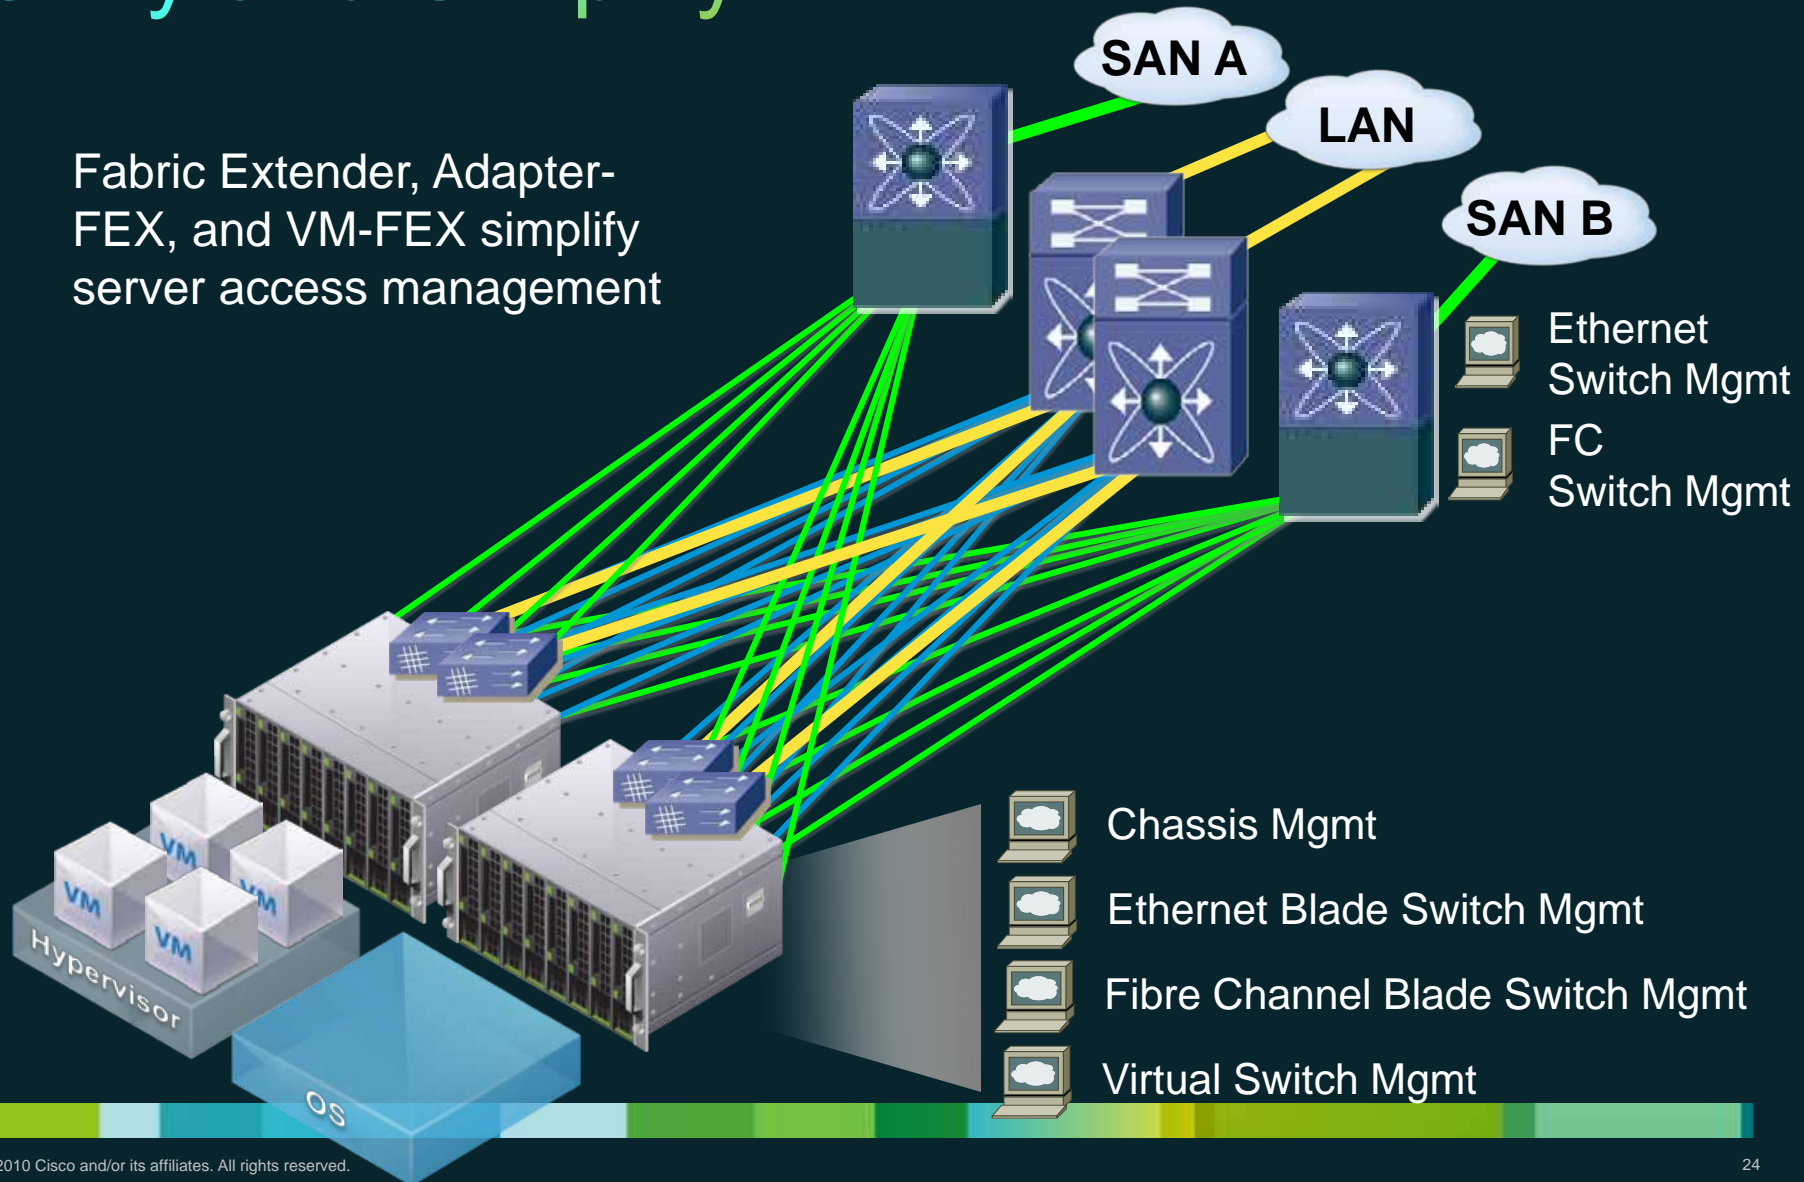 SAN A
LAN
SAN B
Fabric Extender, Adapter-
FEX, and VM-FEX simplify
server access management
Ethernet
Switch Mgmt
FC
Switch Mgmt
Chassis Mgmt
Ethernet Blade Switch Mgmt
Fibre Channel Blade Switch Mgmt
Virtual Switch Mgmt
VM
VM
VM
VM
Hypervisor
OS
2010 Cisco and/or its affiliates. All rights reserved.
24